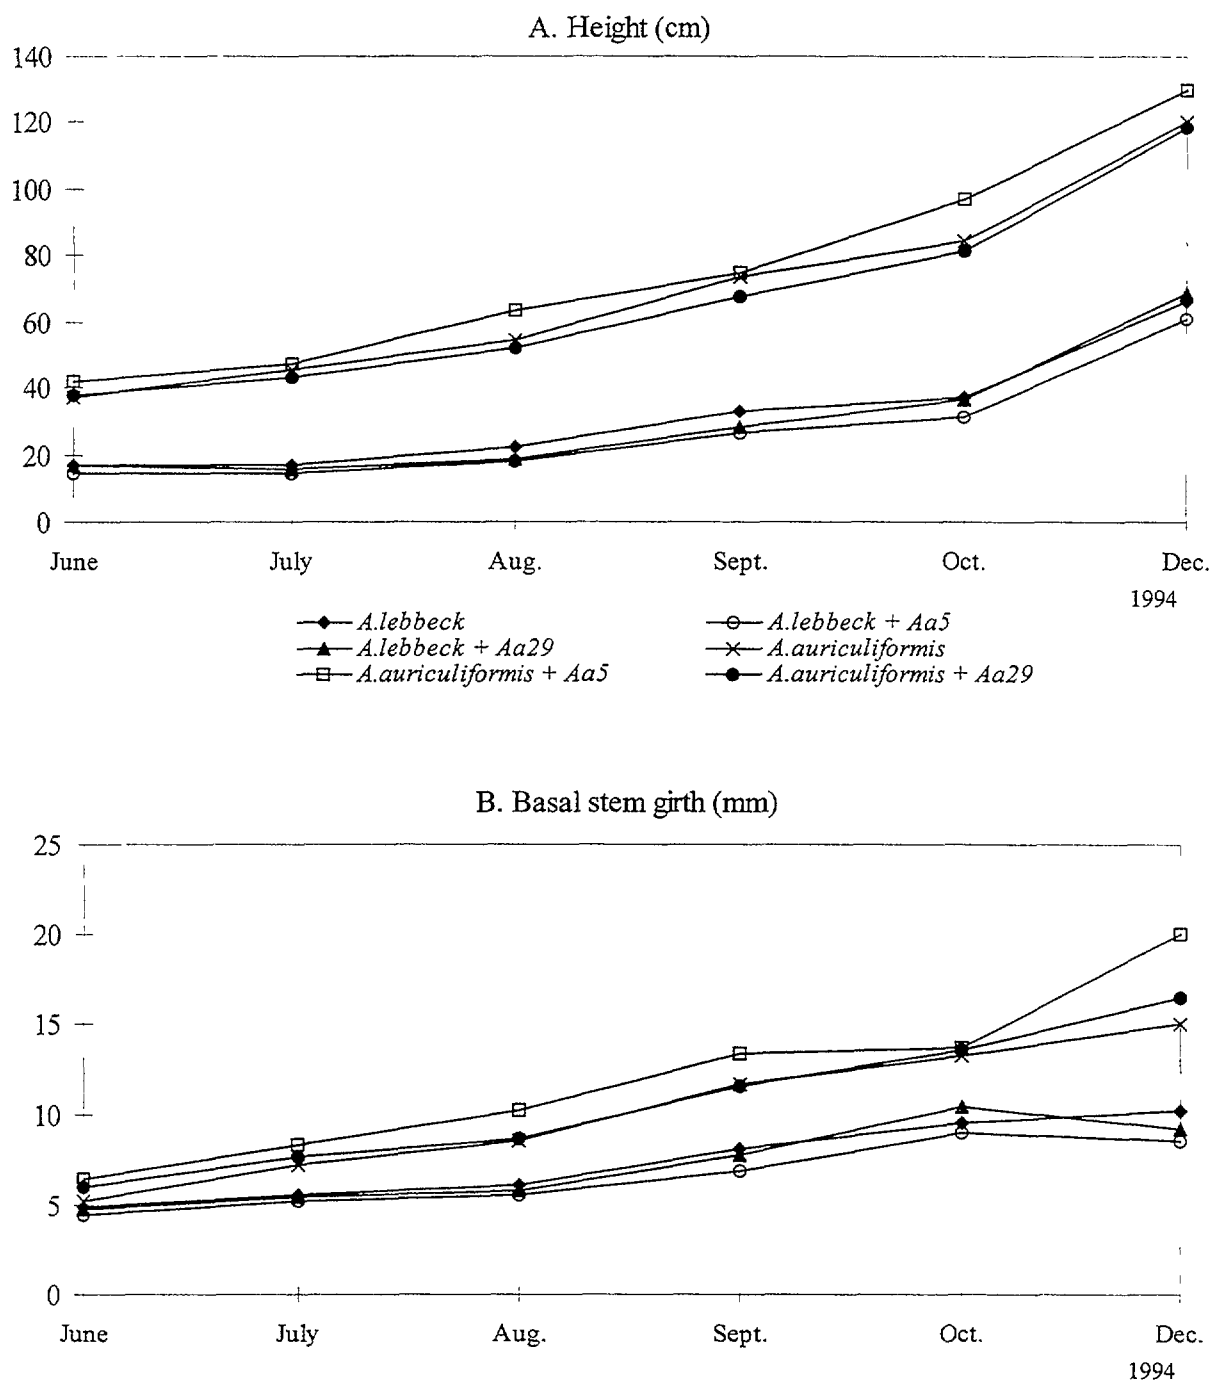 A. Height (cm)
140
120
100
80
60
40
20
0
June July Aug. Sept. Oct. Dec.
1994
A.lebbeck A.lebbeck + Aa5
A.lebbeck + Aa29 A.auriculiformis
A.auriculiformis + Aa5 A.auriculiformis + Aa29
B. Basal stem girth (mm)
25
20
15
10
5
0
June July Aug. Sept. Oct. Dec.
1994